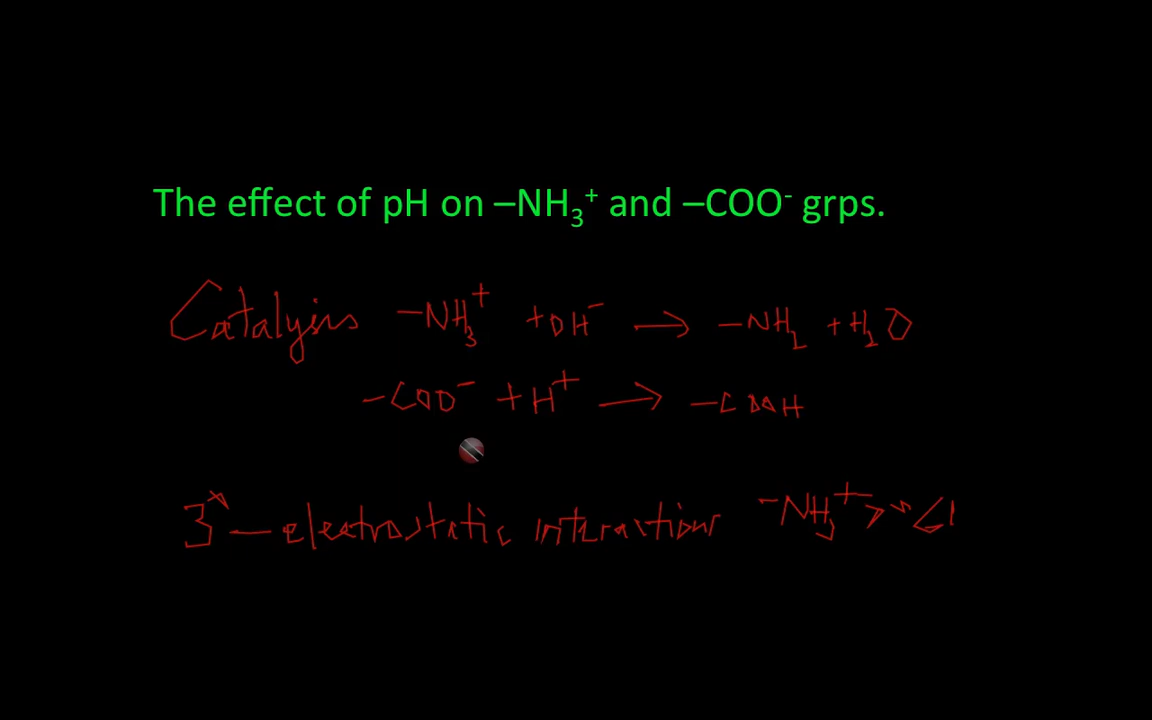 The effect of pH on –NH₃⁺ and –COO⁻ grps.
Catalysis –NH₃⁺ + OH⁻ → –NH₂ + H₂O
–COO⁻ + H⁺ → –COOH
3° – electrostatic interactions –NH₃⁺